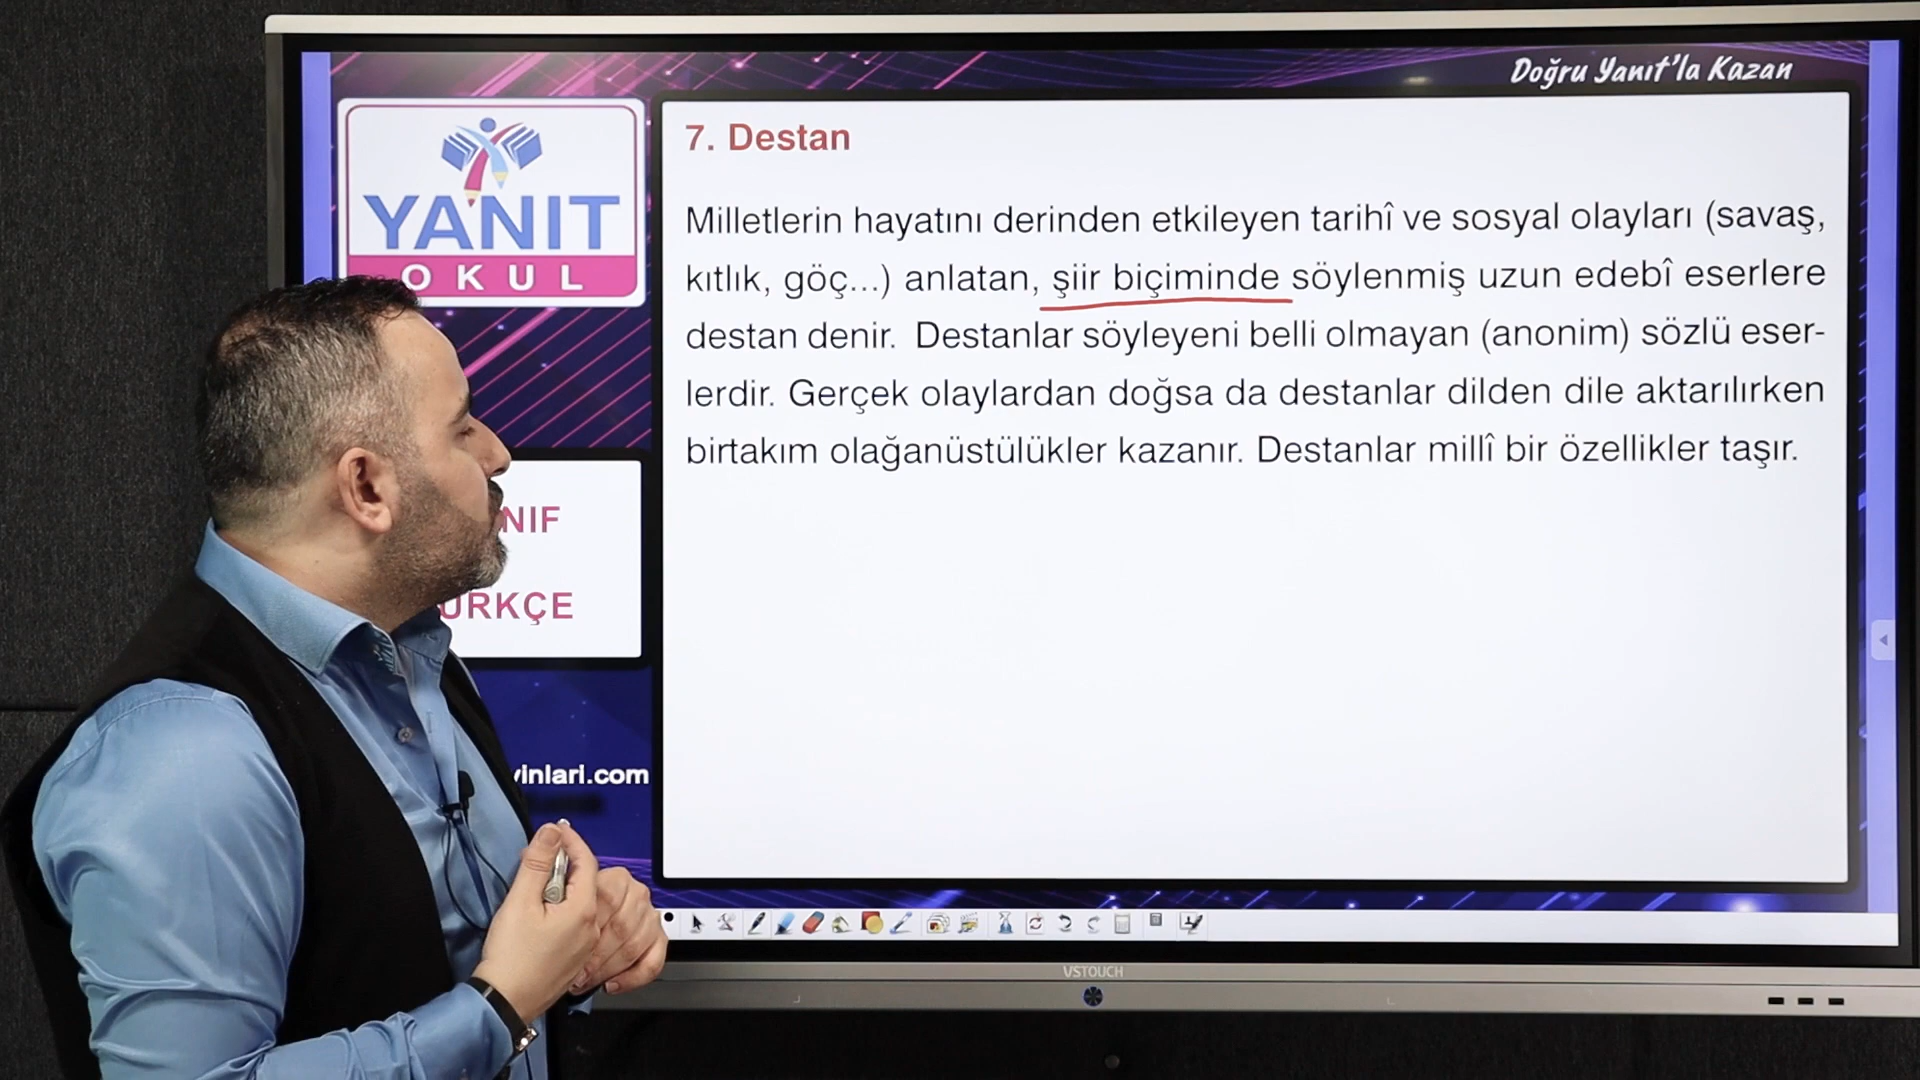 Doğru Yanıt'la Kazan
YANIT
OKUL
7. Destan
Milletlerin hayatını derinden etkileyen tarihî ve sosyal olayları (savaş,
kıtlık, göç...) anlatan, şiir biçiminde söylenmiş uzun edebî eserlere
destan denir. Destanlar söyleyeni belli olmayan (anonim) sözlü eser-
lerdir. Gerçek olaylardan doğsa da destanlar dilden dile aktarılırken
birtakım olağanüstülükler kazanır. Destanlar millî bir özellikler taşır.
NIF
ÜRKÇE
yinlari.com
VSTOUCH